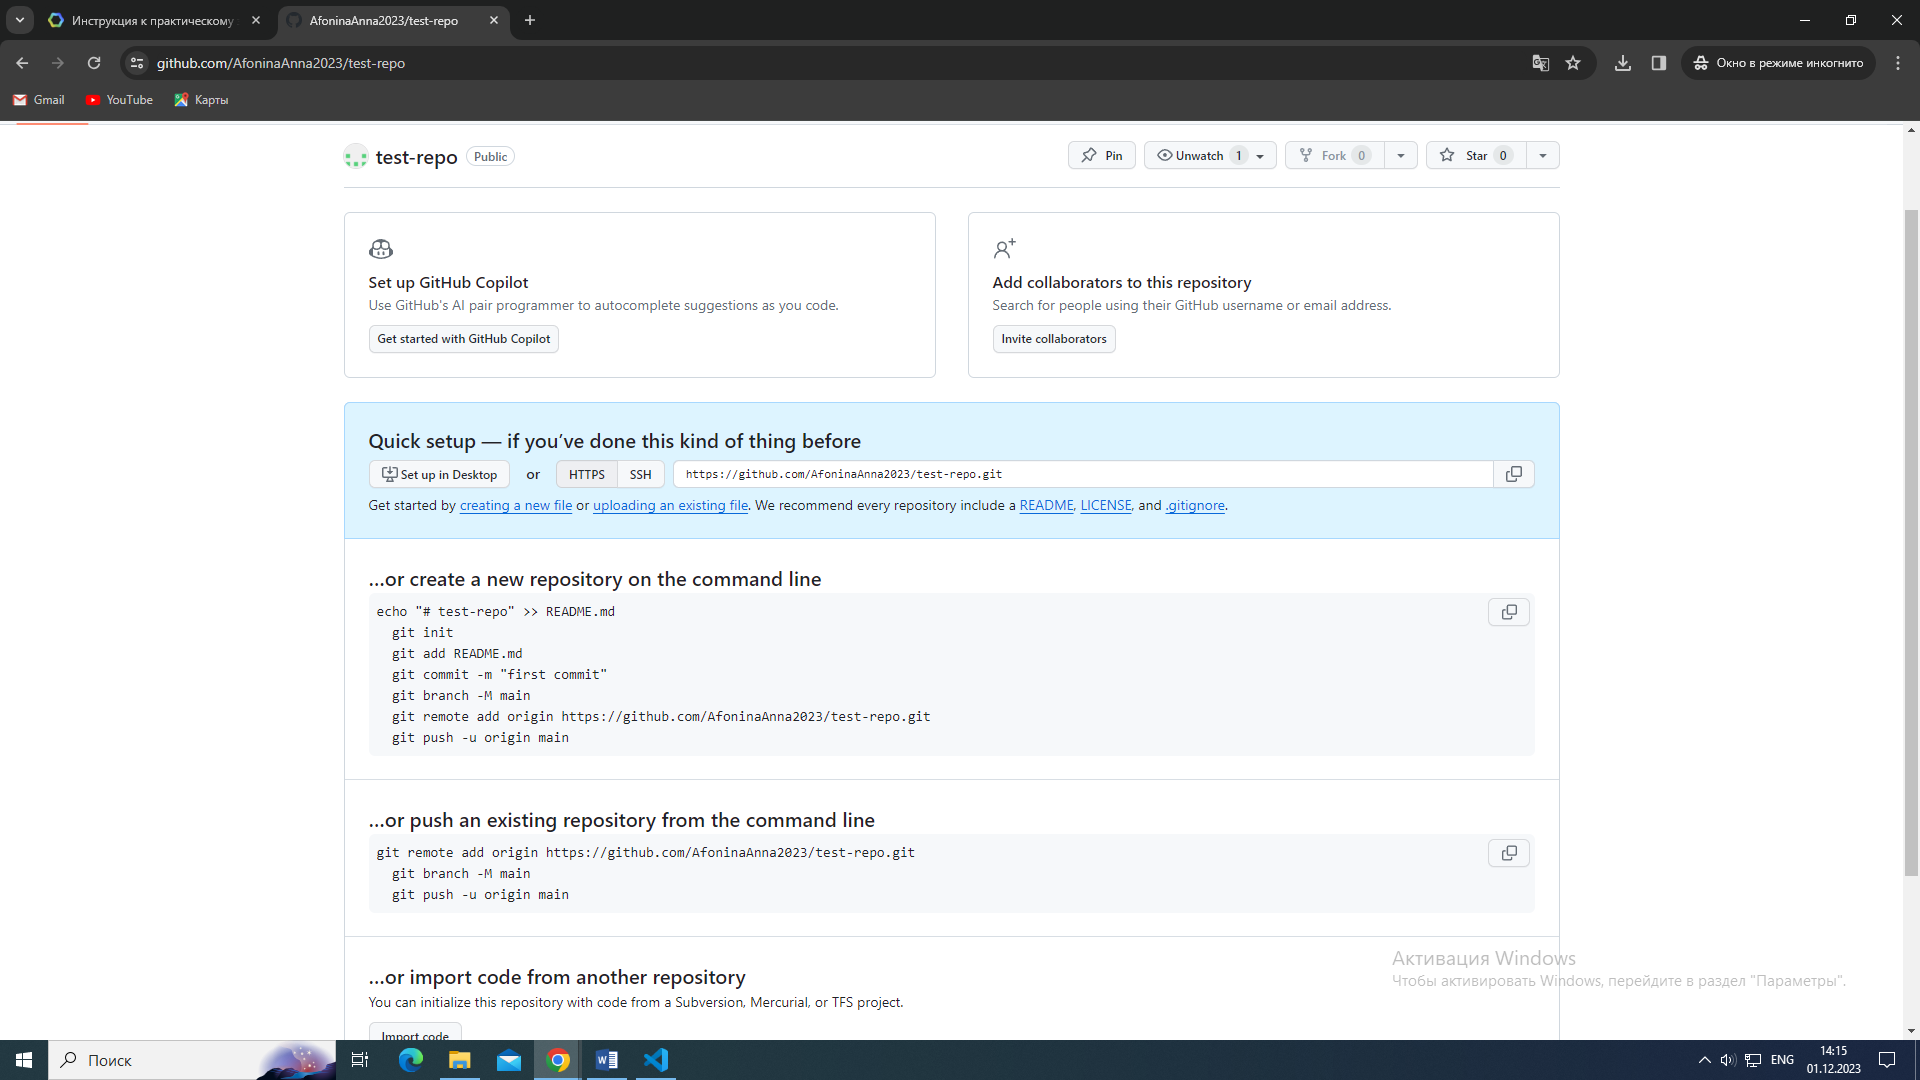 Инструкция к практическому
AfoninaAnna2023/test-repo
github.com/AfoninaAnna2023/test-repo
Окно в режиме инкогнито
Gmail
YouTube
Карты
test-repo
Public
Pin
Unwatch 1
Fork 0
Star 0
Set up GitHub Copilot
Use GitHub's AI pair programmer to autocomplete suggestions as you code.
Get started with GitHub Copilot
Add collaborators to this repository
Search for people using their GitHub username or email address.
Invite collaborators
Quick setup — if you’ve done this kind of thing before
Set up in Desktop or HTTPS SSH https://github.com/AfoninaAnna2023/test-repo.git
Get started by creating a new file or uploading an existing file. We recommend every repository include a README, LICENSE, and .gitignore.
…or create a new repository on the command line
echo "# test-repo" >> README.md
git init
git add README.md
git commit -m "first commit"
git branch -M main
git remote add origin https://github.com/AfoninaAnna2023/test-repo.git
git push -u origin main
…or push an existing repository from the command line
git remote add origin https://github.com/AfoninaAnna2023/test-repo.git
git branch -M main
git push -u origin main
…or import code from another repository
You can initialize this repository with code from a Subversion, Mercurial, or TFS project.
Import code
Активация Windows
Чтобы активировать Windows, перейдите в раздел "Параметры".
Поиск
ENG
14:15
01.12.2023